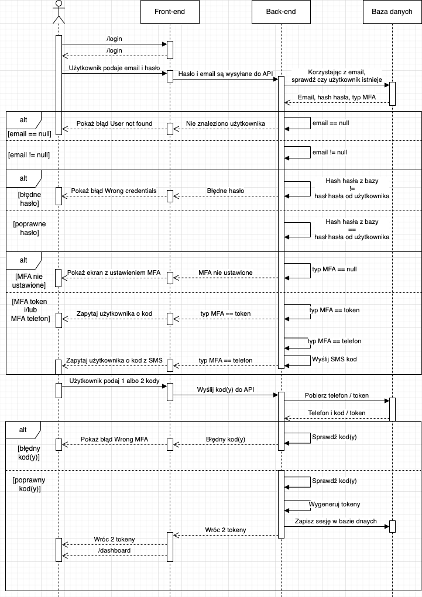 Front-end
Back-end
Baza danych
/login
/login
Użytkownik podaje email i hasło
Hasło i email są wysyłane do API
Korzystając z email,
sprawdź czy użytkownik istnieje
Email, hash hasła, typ MFA
alt
[email == null]
Pokaż błąd User not found
Nie znaleziono użytkownika
email == null
[email != null]
email != null
alt
[błędne
hasło]
Pokaż błąd Wrong credentials
Błędne hasło
Hash hasła z bazy
!=
hash hasła od użytkownika
[poprawne
hasło]
Hash hasła z bazy
==
hash hasła od użytkownika
alt
[MFA nie
ustawione]
Pokaż ekran z ustawieniem MFA
MFA nie ustawione
typ MFA == null
[MFA token
i/lub
MFA telefon]
Zapytaj użytkownika o kod
typ MFA == token
typ MFA == token
typ MFA == telefon
Zapytaj użytkownika o kod z SMS
typ MFA == telefon
Wyślij SMS kod
Użytkownik podaj 1 albo 2 kody
Wyślij kod(y) do API
Pobierz telefon / token
Telefon i kod / token
alt
[błędny
kod(y)]
Pokaż błąd Wrong MFA
Błędny kod(y)
Sprawdź kod(y)
[poprawny
kod(y)]
Sprawdź kod(y)
Wygeneruj tokeny
Zapisz sesję w bazie dnaych
Wróc 2 tokeny
Wróc 2 tokeny
/dashboard